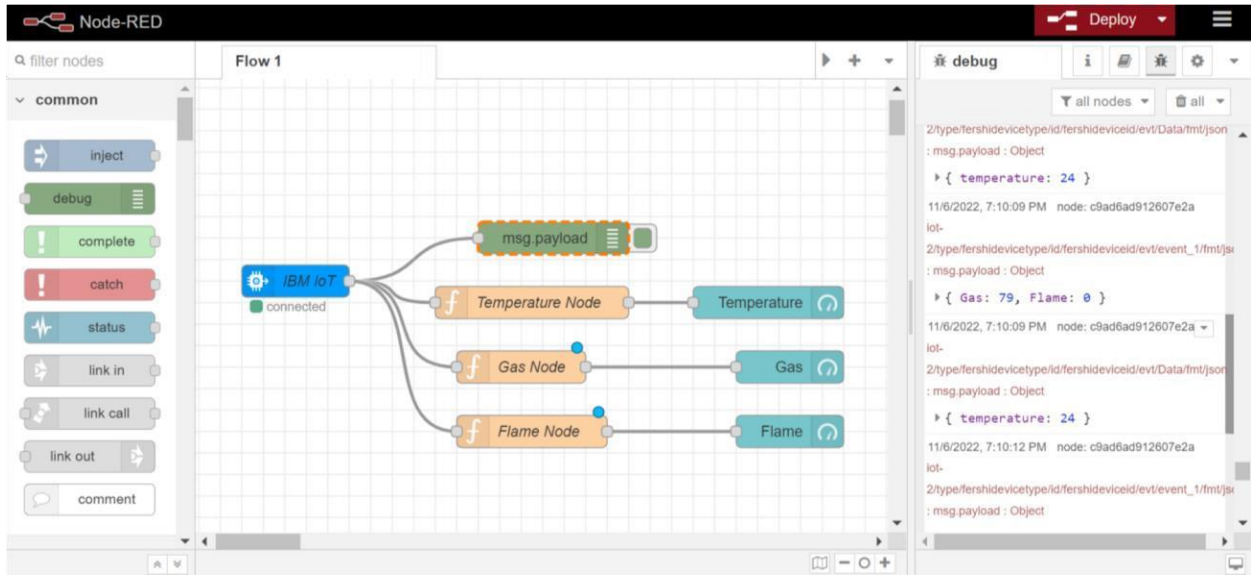 Node-RED
Deploy
filter nodes
common
inject
debug
complete
catch
status
link in
link call
link out
comment
Flow 1
msg.payload
IBM IoT
connected
Temperature Node
Temperature
Gas Node
Gas
Flame Node
Flame
debug
i
all nodes
all
2/type/fershidevicetype/id/fershideviceid/evt/Data/fmt/json
: msg.payload : Object
{ temperature: 24 }
11/6/2022, 7:10:09 PM node: c9ad6ad912607e2a
iot-
2/type/fershidevicetype/id/fershideviceid/evt/event_1/fmt/js
: msg.payload : Object
{ Gas: 79, Flame: 0 }
11/6/2022, 7:10:09 PM node: c9ad6ad912607e2a
iot-
2/type/fershidevicetype/id/fershideviceid/evt/Data/fmt/json
: msg.payload : Object
{ temperature: 24 }
11/6/2022, 7:10:12 PM node: c9ad6ad912607e2a
iot-
2/type/fershidevicetype/id/fershideviceid/evt/event_1/fmt/js
: msg.payload : Object